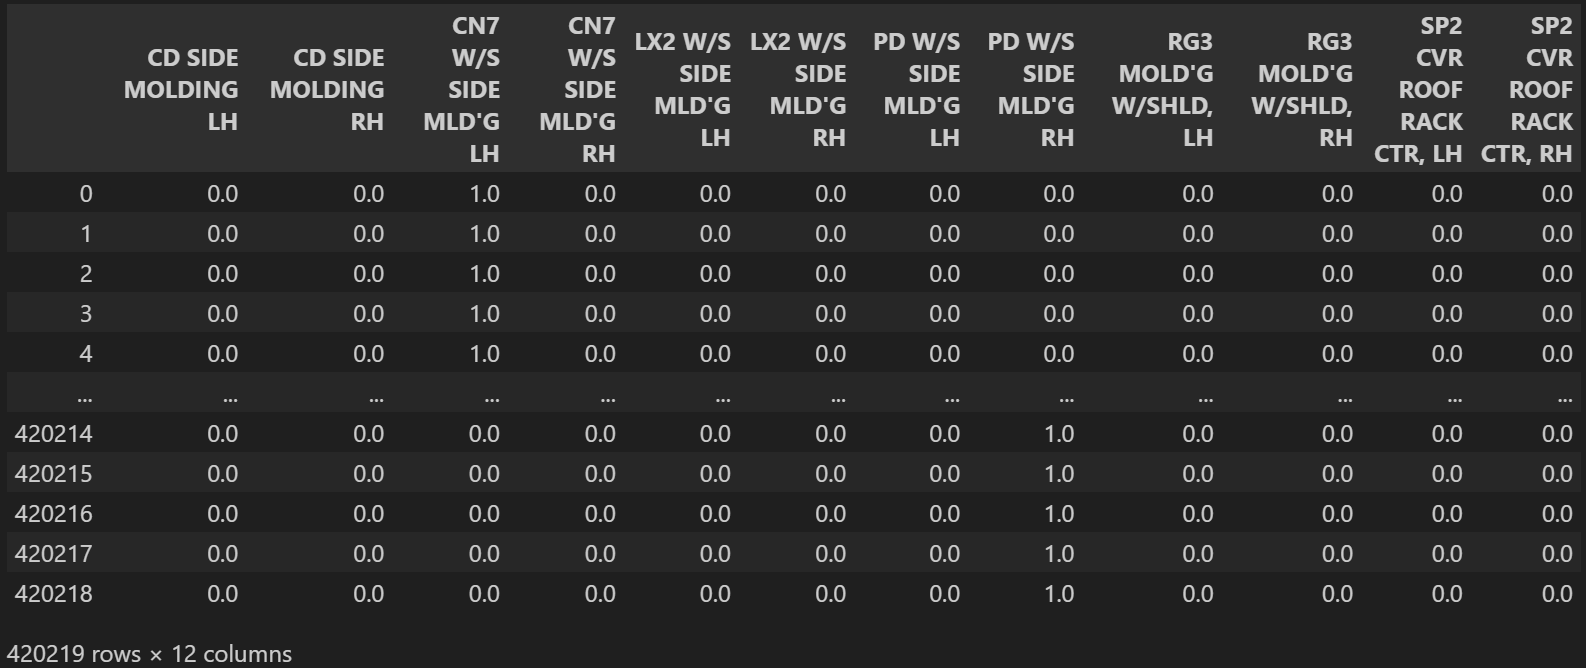 CD SIDE MOLDING LH CD SIDE MOLDING RH CN7 W/S SIDE MLD'G LH CN7 W/S SIDE MLD'G RH LX2 W/S SIDE MLD'G LH LX2 W/S SIDE MLD'G RH PD W/S SIDE MLD'G LH PD W/S SIDE MLD'G RH RG3 MOLD'G W/SHLD, LH RG3 MOLD'G W/SHLD, RH SP2 CVR ROOF RACK CTR, LH SP2 CVR ROOF RACK CTR, RH
0 0.0 0.0 1.0 0.0 0.0 0.0 0.0 0.0 0.0 0.0 0.0 0.0
1 0.0 0.0 1.0 0.0 0.0 0.0 0.0 0.0 0.0 0.0 0.0 0.0
2 0.0 0.0 1.0 0.0 0.0 0.0 0.0 0.0 0.0 0.0 0.0 0.0
3 0.0 0.0 1.0 0.0 0.0 0.0 0.0 0.0 0.0 0.0 0.0 0.0
4 0.0 0.0 1.0 0.0 0.0 0.0 0.0 0.0 0.0 0.0 0.0 0.0
... ... ... ... ... ... ... ... ... ... ... ... ...
420214 0.0 0.0 0.0 0.0 0.0 0.0 0.0 1.0 0.0 0.0 0.0 0.0
420215 0.0 0.0 0.0 0.0 0.0 0.0 0.0 1.0 0.0 0.0 0.0 0.0
420216 0.0 0.0 0.0 0.0 0.0 0.0 0.0 1.0 0.0 0.0 0.0 0.0
420217 0.0 0.0 0.0 0.0 0.0 0.0 0.0 1.0 0.0 0.0 0.0 0.0
420218 0.0 0.0 0.0 0.0 0.0 0.0 0.0 1.0 0.0 0.0 0.0 0.0
420219 rows × 12 columns